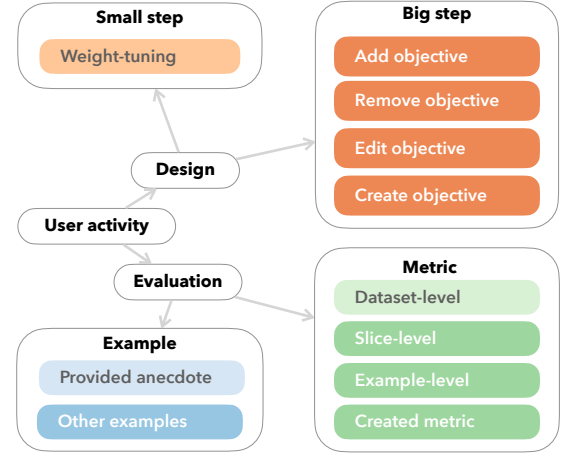 Small step
Weight-tuning
Big step
Add objective
Remove objective
Edit objective
Create objective
Design
User activity
Evaluation
Metric
Dataset-level
Slice-level
Example-level
Created metric
Example
Provided anecdote
Other examples